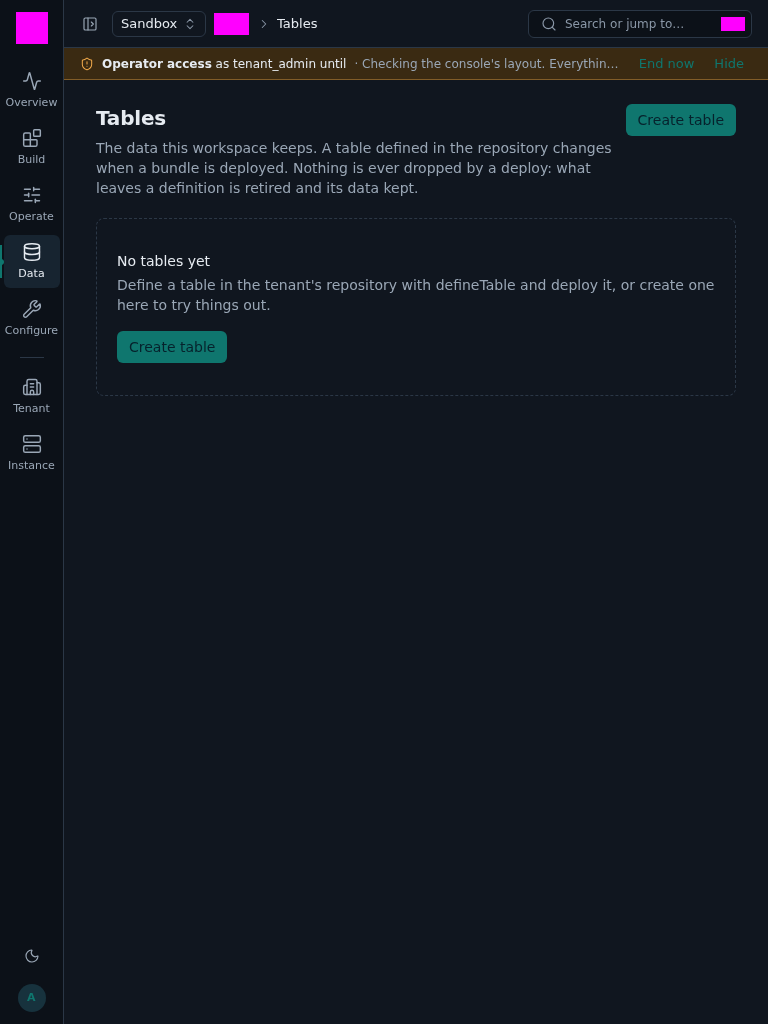 Sandbox
Tables
Search or jump to…
Operator access as tenant_admin until · Checking the console's layout. Everythin…
End now
Hide
Overview
Build
Operate
Data
Configure
Tenant
Instance
A
Tables
Create table
The data this workspace keeps. A table defined in the repository changes
when a bundle is deployed. Nothing is ever dropped by a deploy: what
leaves a definition is retired and its data kept.
No tables yet
Define a table in the tenant's repository with defineTable and deploy it, or create one
here to try things out.
Create table